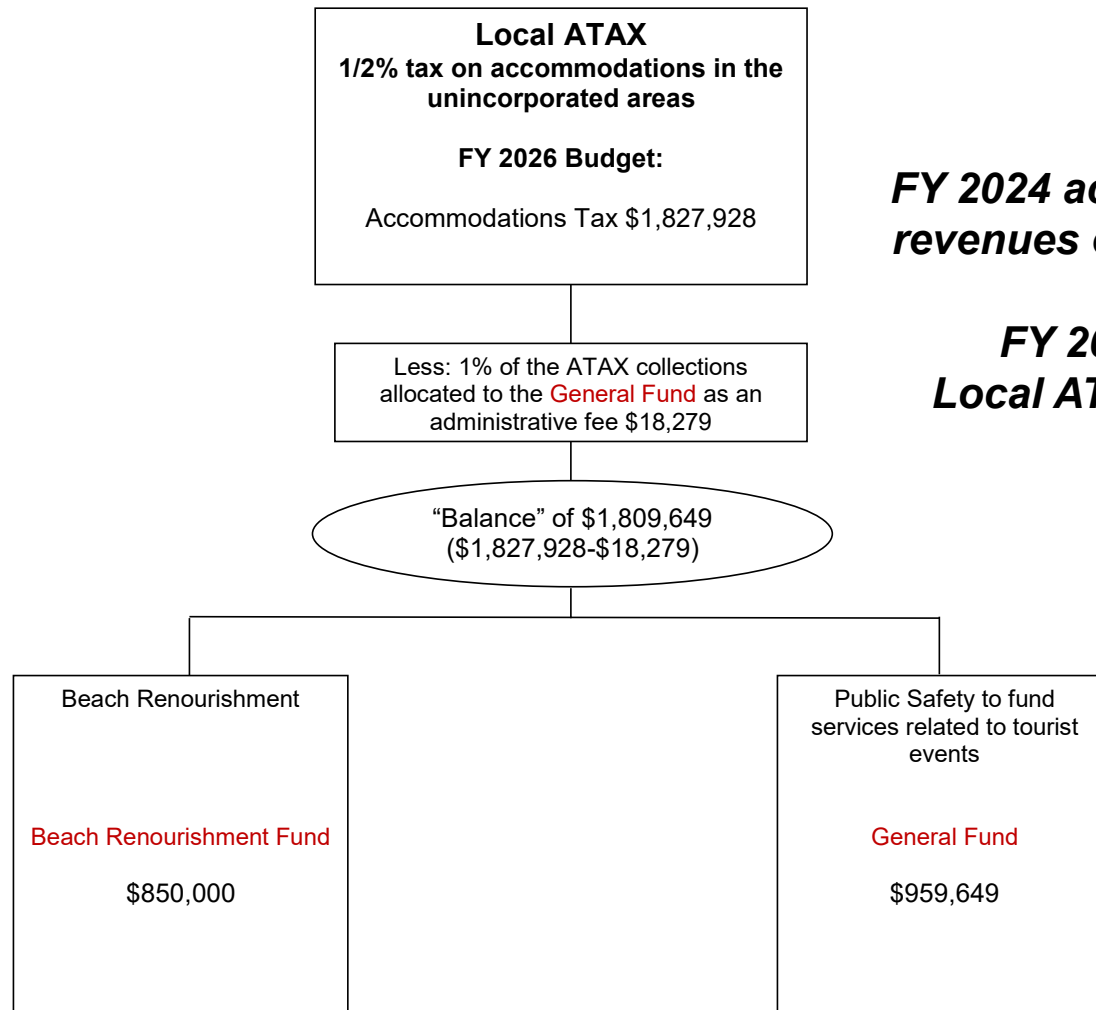 Local ATAX
1/2% tax on accommodations in the
unincorporated areas
FY 2026 Budget:
Accommodations Tax $1,827,928
FY 2024
revenues
FY
Local
Less: 1% of the ATAX collections
allocated to the General Fund as an
administrative fee $18,279
“Balance” of $1,809,649
($1,827,928-$18,279)
Beach Renourishment
Beach Renourishment Fund
$850,000
Public Safety to fund
services related to tourist
events
General Fund
$959,649